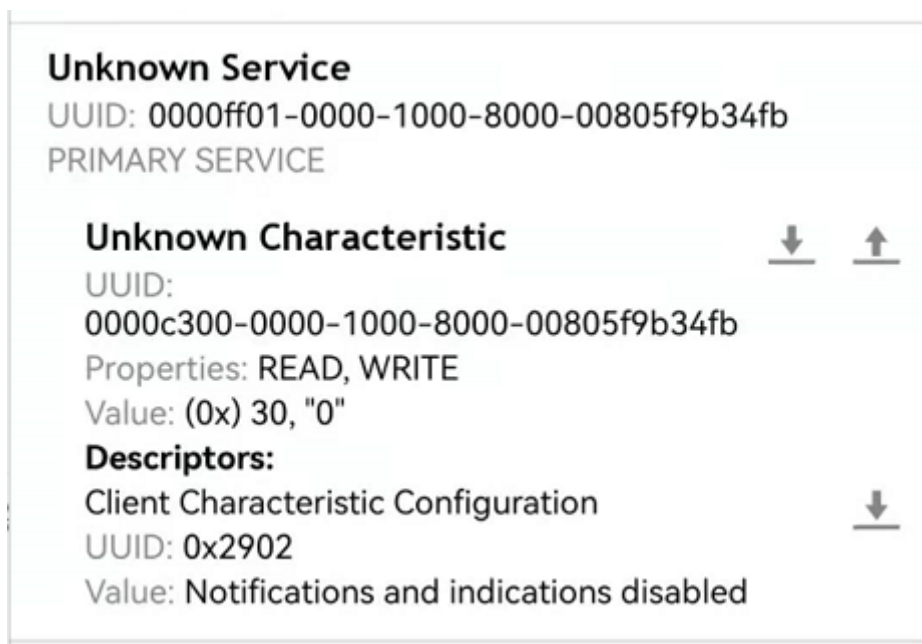 Unknown Service
UUID: 0000ff01-0000-1000-8000-00805f9b34fb
PRIMARY SERVICE
Unknown Characteristic
UUID:
0000c300-0000-1000-8000-00805f9b34fb
Properties: READ, WRITE
Value: (0x) 30, "0"
Descriptors:
Client Characteristic Configuration
UUID: 0x2902
Value: Notifications and indications disabled